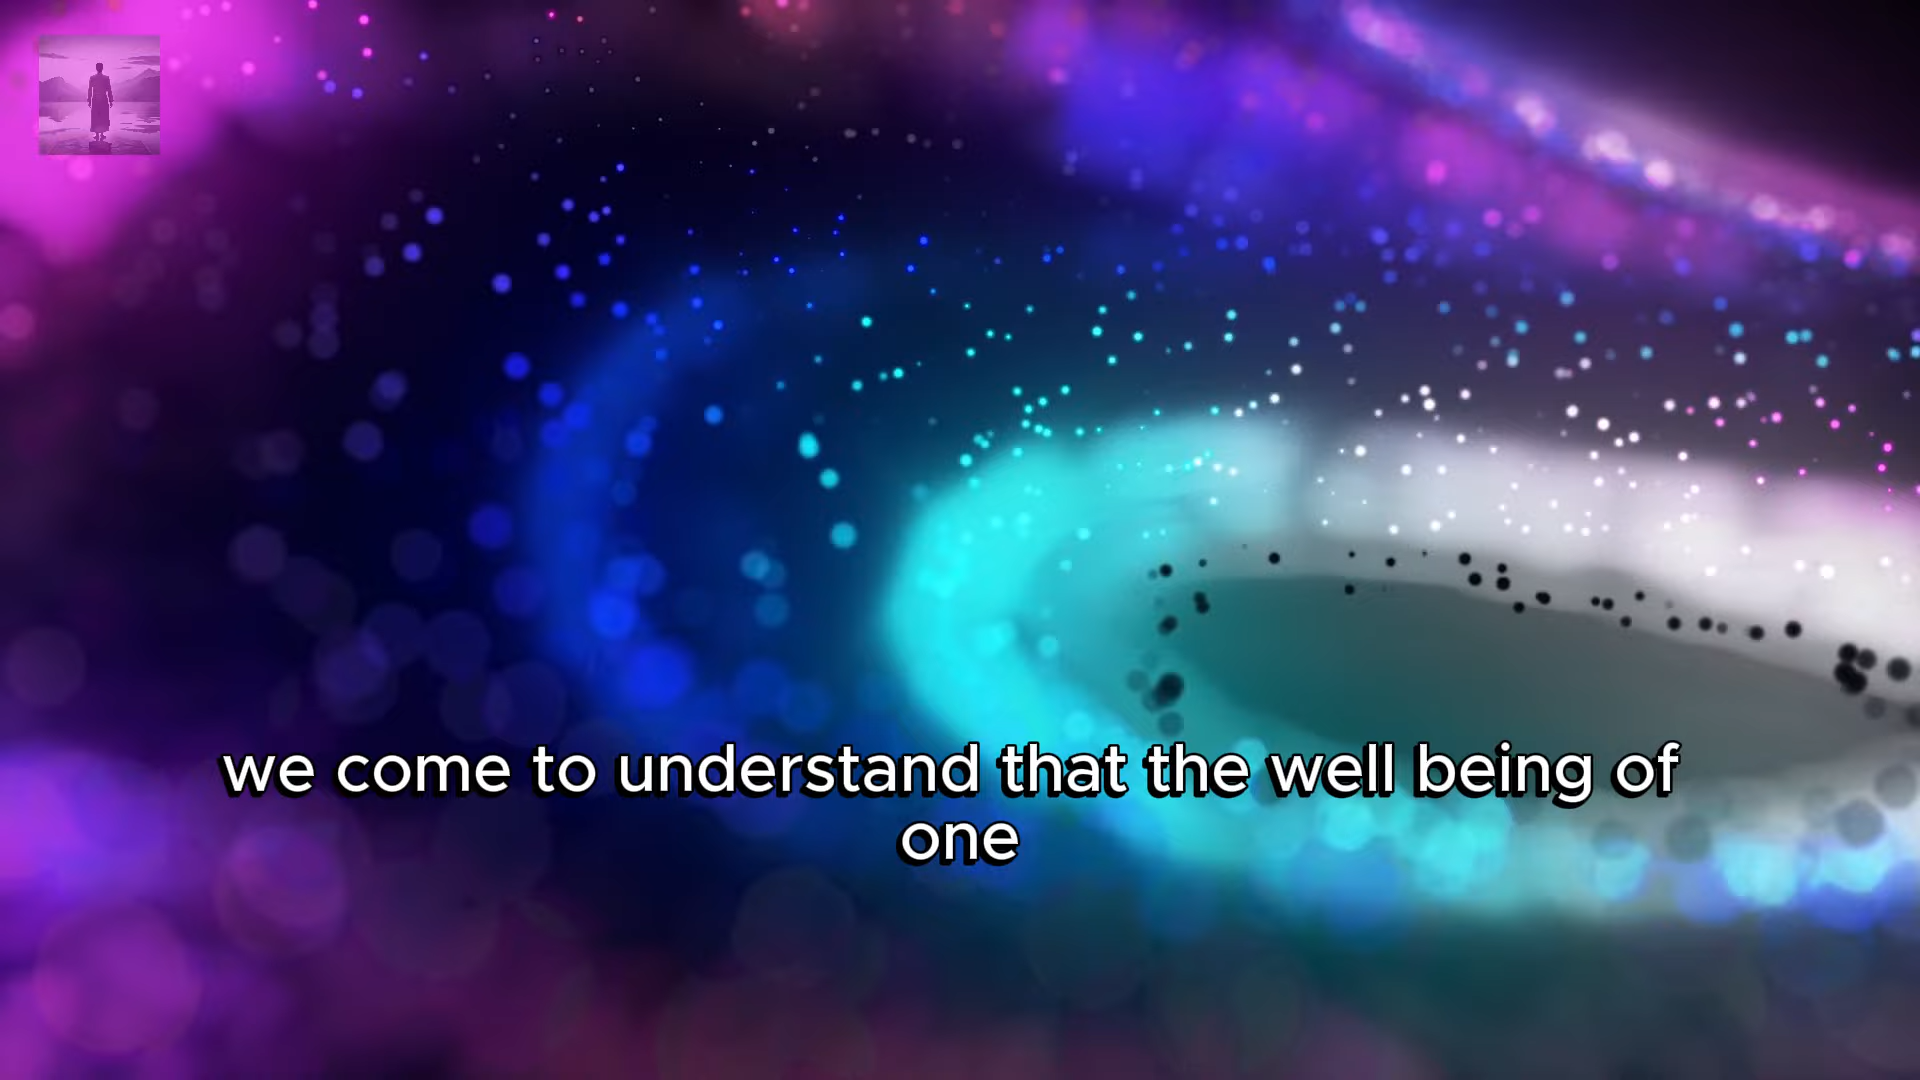 we come to understand that the well being of
one